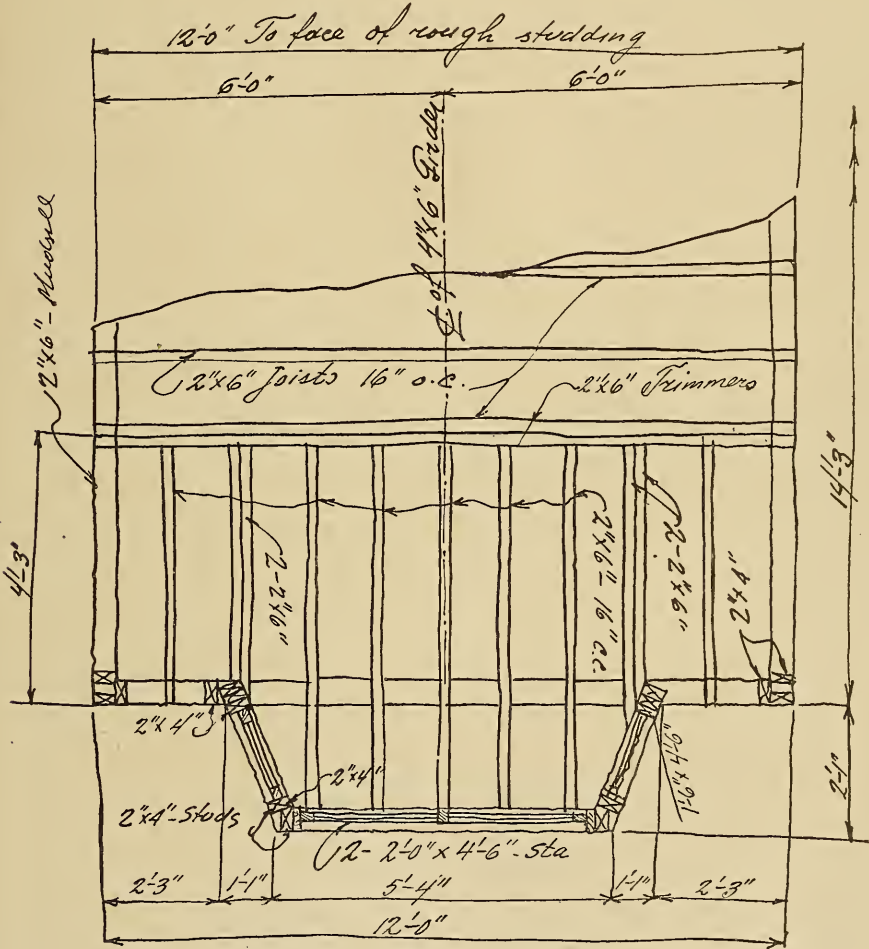 12'-0" To face of rough studding
6'-0"
6'-0"
℄ of 4"x6" Girder
2"x6" - Mudsill
2"x6" Joists 16" o.c.
2"x6" Trimmers
14'-3"
4'-3"
2-2"x6"
2"x6" - 16" o.c.
2-2"x6"
2"x4"
2"x4"
2"x4"
2"x4"-Studs
1'-9"x4'-6"
2'-1"
2- 2'-0" x 4'-6" - Sta
2'-3"
1'-1"
5'-4"
1'-1"
2'-3"
12'-0"